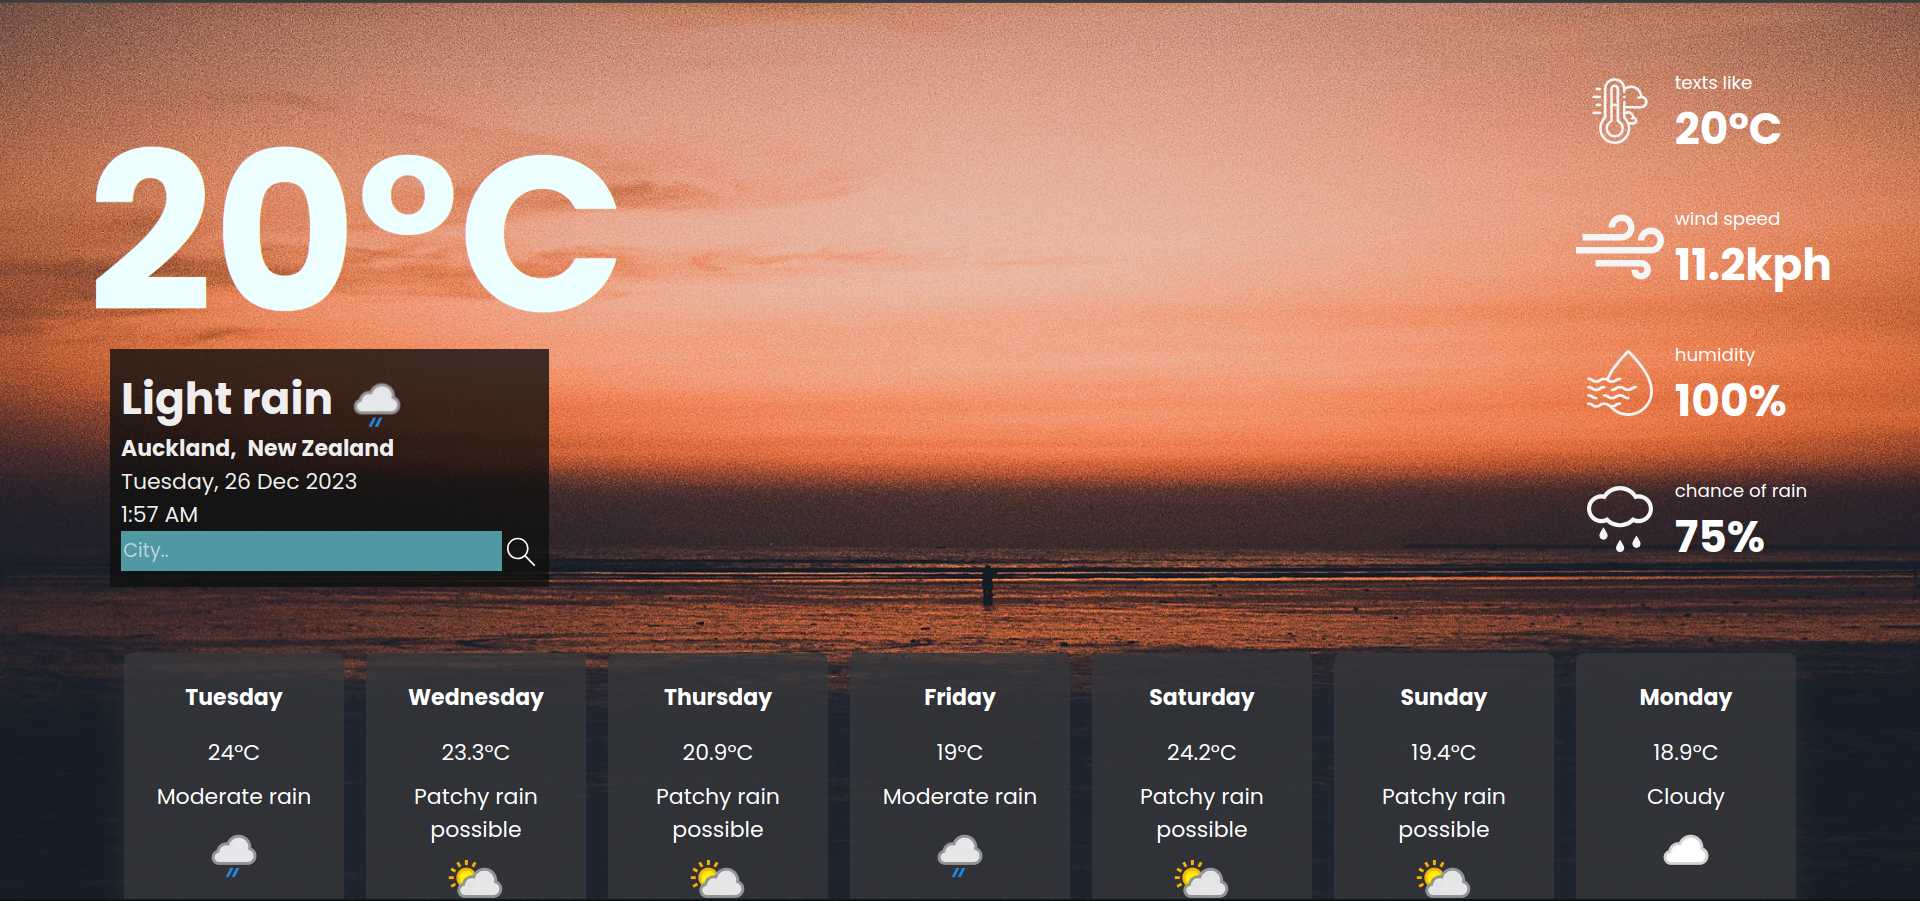 20°C
Light rain
Auckland, New Zealand
Tuesday, 26 Dec 2023
1:57 AM
City..
texts like
20°C
wind speed
11.2kph
humidity
100%
chance of rain
75%
Tuesday
24°C
Moderate rain
Wednesday
23.3°C
Patchy rain
possible
Thursday
20.9°C
Patchy rain
possible
Friday
19°C
Moderate rain
Saturday
24.2°C
Patchy rain
possible
Sunday
19.4°C
Patchy rain
possible
Monday
18.9°C
Cloudy